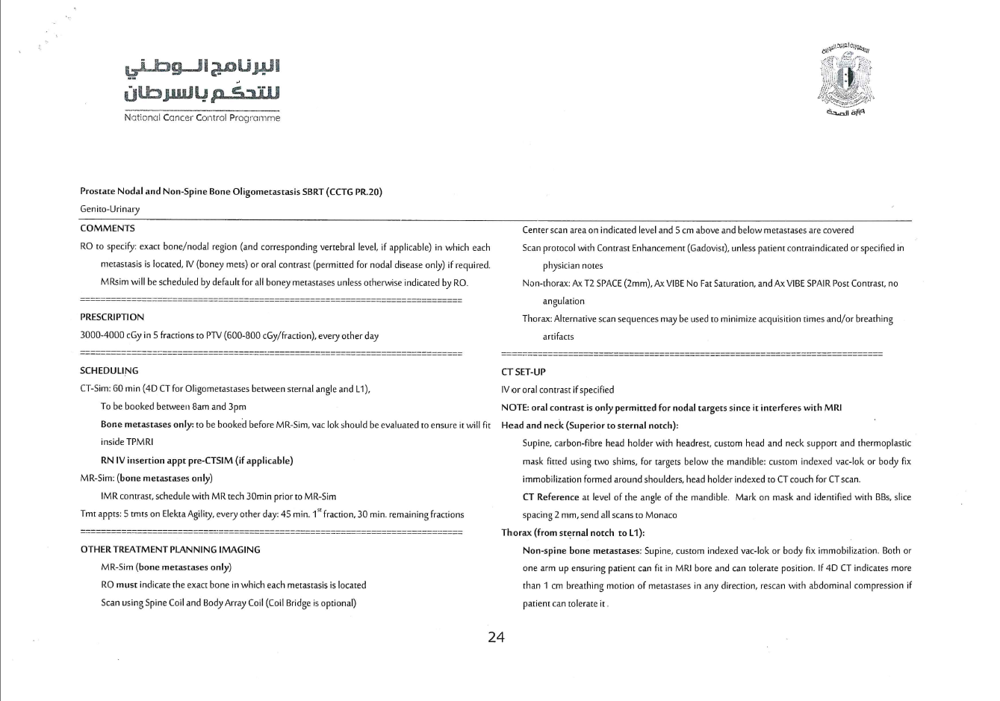 البرنامج الوطني
للتحكّم بالسرطان
National Cancer Control Programme
الجمهورية العربية السورية
وزارة الصحة
Prostate Nodal and Non-Spine Bone Oligometastasis SBRT (CCTG PR.20)
Genito-Urinary
COMMENTS
RO to specify: exact bone/nodal region (and corresponding vertebral level, if applicable) in which each
metastasis is located, IV (boney mets) or oral contrast (permitted for nodal disease only) if required.
MRsim will be scheduled by default for all boney metastases unless otherwise indicated by RO.
==========================================================================
PRESCRIPTION
3000-4000 cGy in 5 fractions to PTV (600-800 cGy/fraction), every other day
==========================================================================
SCHEDULING
CT-Sim: 60 min (4D CT for Oligometastases between sternal angle and L1),
To be booked between 8am and 3pm
Bone metastases only: to be booked before MR-Sim, vac lok should be evaluated to ensure it will fit
inside TPMRI
RN IV insertion appt pre-CTSIM (if applicable)
MR-Sim: (bone metastases only)
IMR contrast, schedule with MR tech 30min prior to MR-Sim
Tmt appts: 5 tmts on Elekta Agility, every other day: 45 min. 1st fraction, 30 min. remaining fractions
==========================================================================
OTHER TREATMENT PLANNING IMAGING
MR-Sim (bone metastases only)
RO must indicate the exact bone in which each metastasis is located
Scan using Spine Coil and Body Array Coil (Coil Bridge is optional)
Center scan area on indicated level and 5 cm above and below metastases are covered
Scan protocol with Contrast Enhancement (Gadovist), unless patient contraindicated or specified in
physician notes
Non-thorax: Ax T2 SPACE (2mm), Ax VIBE No Fat Saturation, and Ax VIBE SPAIR Post Contrast, no
angulation
Thorax: Alternative scan sequences may be used to minimize acquisition times and/or breathing
artifacts
==========================================================================
CT SET-UP
IV or oral contrast if specified
NOTE: oral contrast is only permitted for nodal targets since it interferes with MRI
Head and neck (Superior to sternal notch):
Supine, carbon-fibre head holder with headrest, custom head and neck support and thermoplastic
mask fitted using two shims, for targets below the mandible: custom indexed vac-lok or body fix
immobilization formed around shoulders, head holder indexed to CT couch for CT scan.
CT Reference at level of the angle of the mandible. Mark on mask and identified with BBs, slice
spacing 2 mm, send all scans to Monaco
Thorax (from sternal notch to L1):
Non-spine bone metastases: Supine, custom indexed vac-lok or body fix immobilization. Both or
one arm up ensuring patient can fit in MRI bore and can tolerate position. If 4D CT indicates more
than 1 cm breathing motion of metastases in any direction, rescan with abdominal compression if
patient can tolerate it.
24